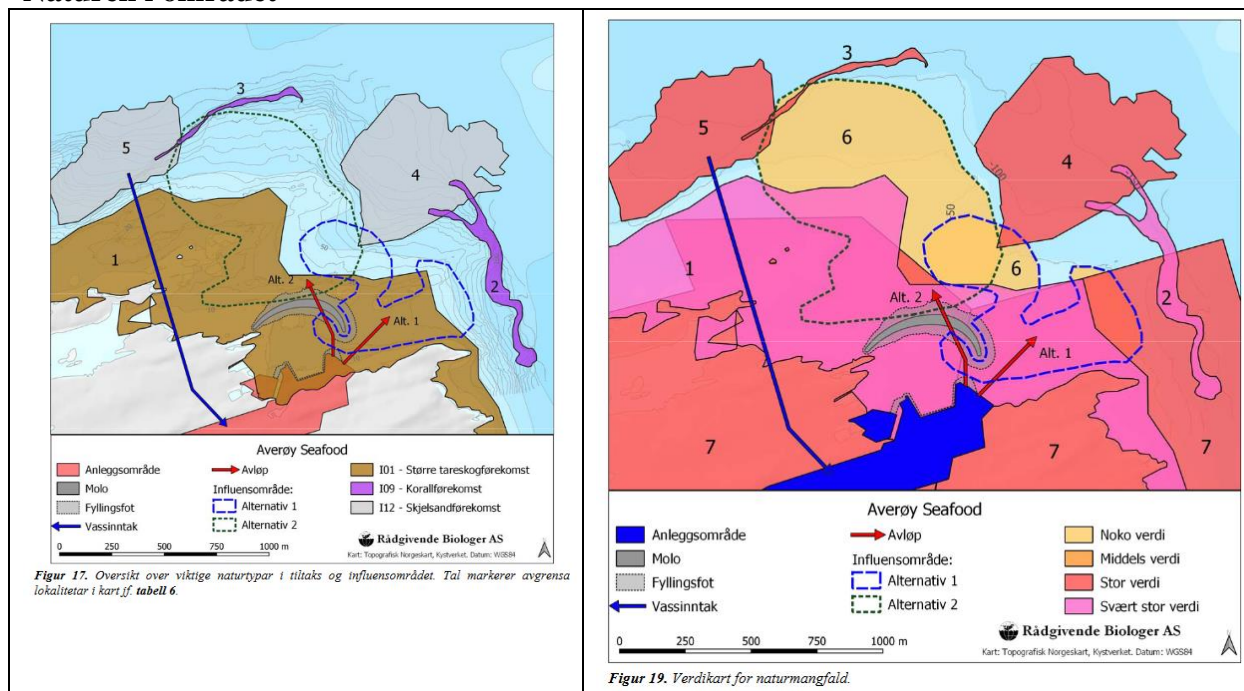 Naturen i området
3
5
4
1
2
50
Alt. 2
Alt. 1
Averøy Seafood
Anleggsområde
Molo
Fyllingsfot
Vassinntak
Avløp
Influensområde:
Alternativ 1
Alternativ 2
I01 - Større tareskogførekomst
I09 - Korallførekomst
I12 - Skjelsandførekomst
0 250 500 750 1000 m
Rådgivende Biologer AS
Kart: Topografisk Norgeskart, Kystverket. Datum: WGS84
Figur 17. Oversikt over viktige naturtypar i tiltaks og influensområdet. Tal markerer avgrensa
lokalitetar i kart jf. tabell 6.
3
5
6
4
-100
-50
1
6
2
Alt. 2
Alt. 1
7
7
7
Averøy Seafood
Anleggsområde
Molo
Fyllingsfot
Vassinntak
Avløp
Influensområde:
Alternativ 1
Alternativ 2
Noko verdi
Middels verdi
Stor verdi
Svært stor verdi
0 250 500 750 1000 m
Rådgivende Biologer AS
Kart: Topografisk Norgeskart, Kystverket. Datum: WGS84
Figur 19. Verdikart for naturmangfald.